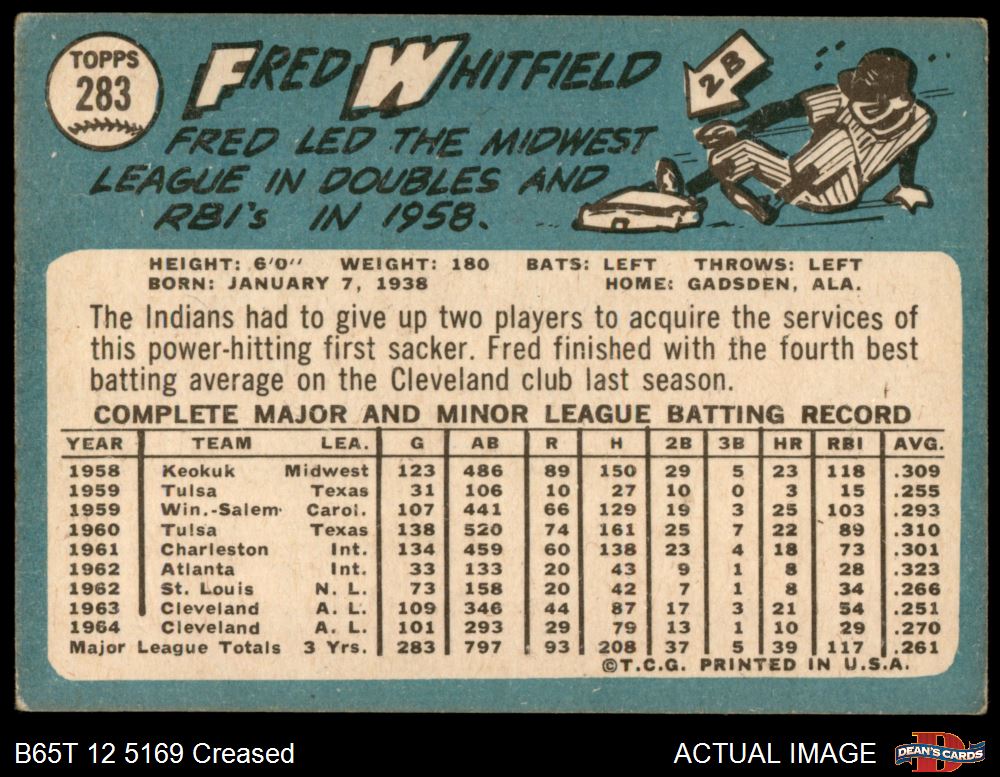 TOPPS
283
FRED WHITFIELD
2B
FRED LED THE MIDWEST
LEAGUE IN DOUBLES AND
RBI's IN 1958.
HEIGHT: 6'0" WEIGHT: 180 BATS: LEFT THROWS: LEFT
BORN: JANUARY 7, 1938 HOME: GADSDEN, ALA.
The Indians had to give up two players to acquire the services of
this power-hitting first sacker. Fred finished with the fourth best
batting average on the Cleveland club last season.
COMPLETE MAJOR AND MINOR LEAGUE BATTING RECORD
YEAR TEAM LEA. G AB R H 2B 3B HR RBI AVG.
1958 Keokuk Midwest 123 486 89 150 29 5 23 118 .309
1959 Tulsa Texas 31 106 10 27 10 0 3 15 .255
1959 Win.-Salem Carol. 107 441 66 129 19 3 25 103 .293
1960 Tulsa Texas 138 520 74 161 25 7 22 89 .310
1961 Charleston Int. 134 459 60 138 23 4 18 73 .301
1962 Atlanta Int. 33 133 20 43 9 1 8 28 .323
1962 St. Louis N. L. 73 158 20 42 7 1 8 34 .266
1963 Cleveland A. L. 109 346 44 87 17 3 21 54 .251
1964 Cleveland A. L. 101 293 29 79 13 1 10 29 .270
Major League Totals 3 Yrs. 283 797 93 208 37 5 39 117 .261
©T.C.G. PRINTED IN U.S.A.
B65T 12 5169 Creased
ACTUAL IMAGE
D
DEAN'S CARDS